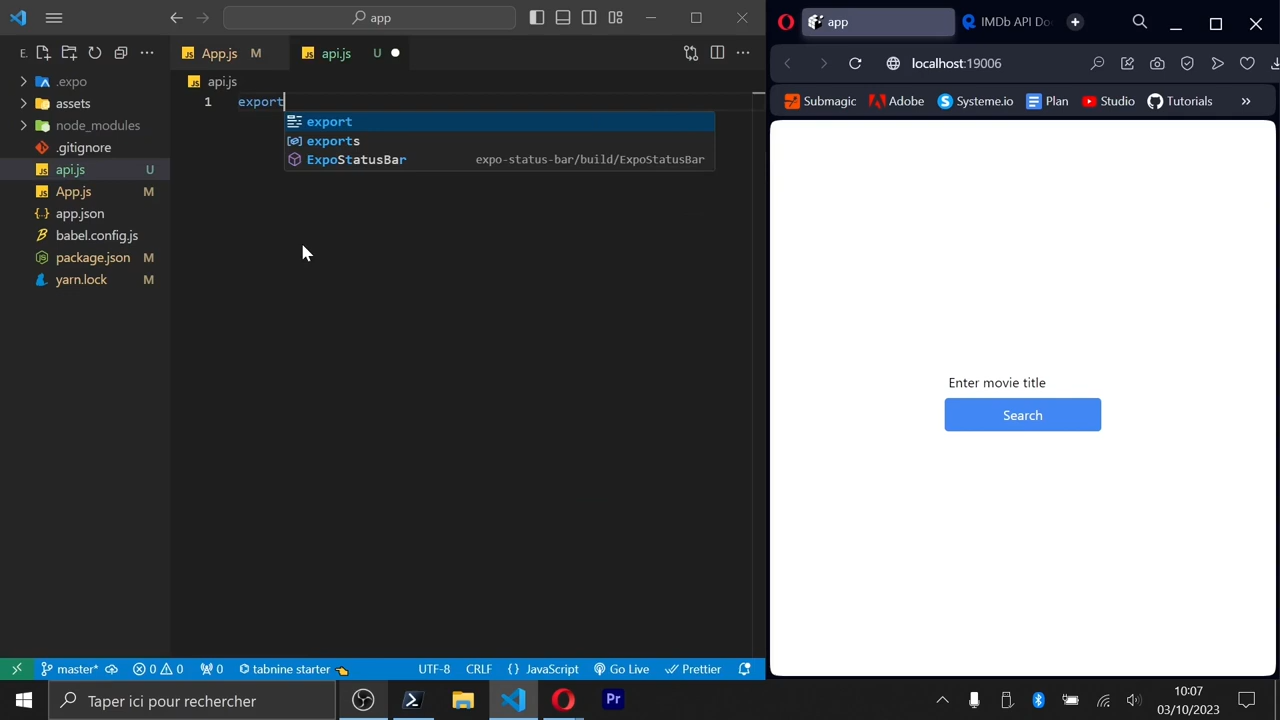 app
E.
App.js M
api.js U
api.js
1 export
export
exports
ExpoStatusBar expo-status-bar/build/ExpoStatusBar
.expo
assets
node_modules
.gitignore
api.js U
App.js M
app.json
babel.config.js
package.json M
yarn.lock M
master* 0 0 0 tabnine starter UTF-8 CRLF {} JavaScript Go Live Prettier
app
IMDb API Do
localhost:19006
Submagic Adobe Systeme.io Plan Studio Tutorials
Enter movie title
Search
Taper ici pour rechercher
Pr
10:07
03/10/2023